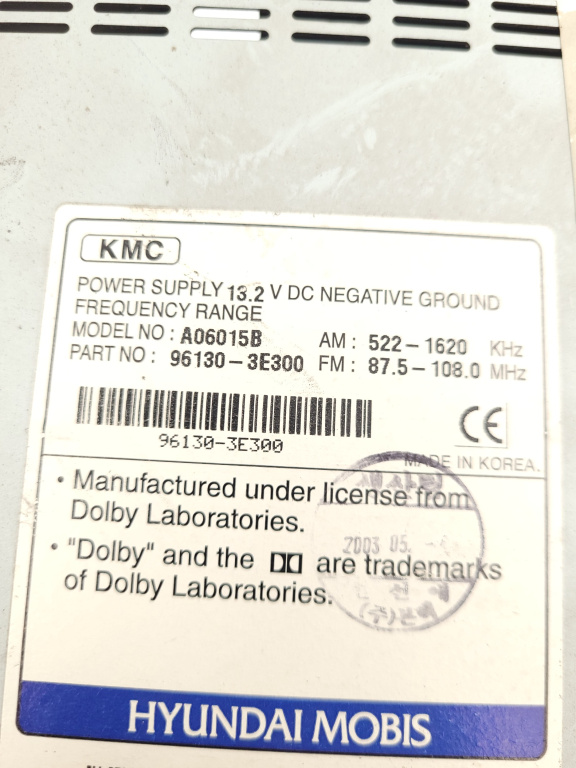 KMC
POWER SUPPLY 13.2 V DC NEGATIVE GROUND
FREQUENCY RANGE
MODEL NO : A06015B AM : 522-1620 KHz
PART NO : 96130-3E300 FM : 87.5-108.0 MHz
96130-3E300
CE
MADE IN KOREA.
• Manufactured under license from
Dolby Laboratories.
• "Dolby" and the are trademarks
of Dolby Laboratories.
2003 05.
HYUNDAI MOBIS